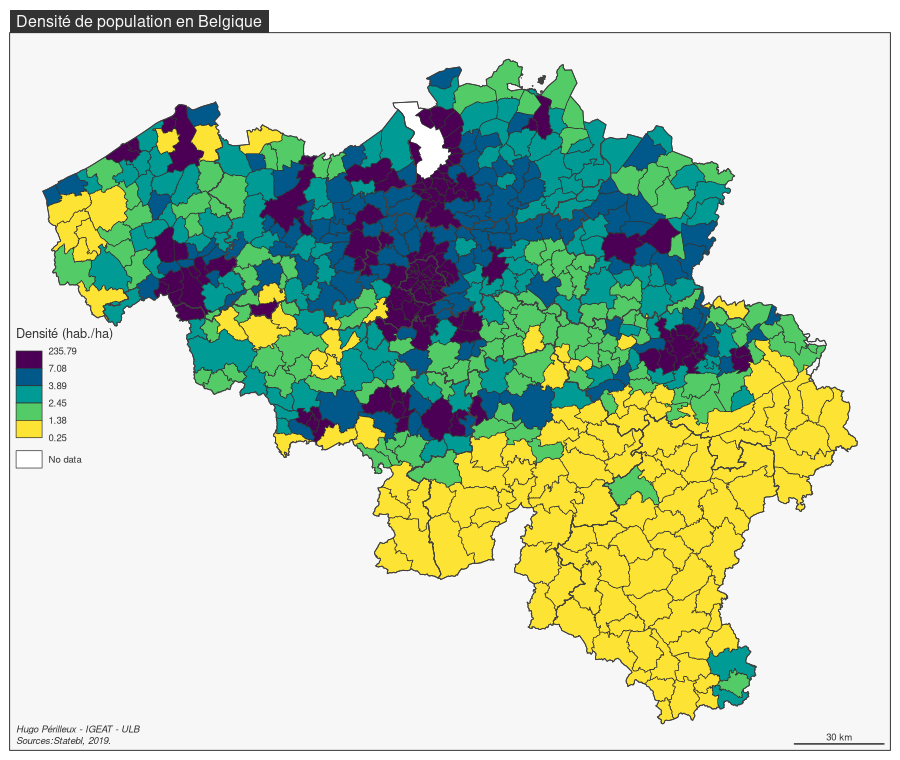 Densité de population en Belgique
Densité (hab./ha)
235.79
7.08
3.89
2.45
1.38
0.25
No data
Hugo Périlleux - IGEAT - ULB
Sources:Statebl, 2019.
30 km